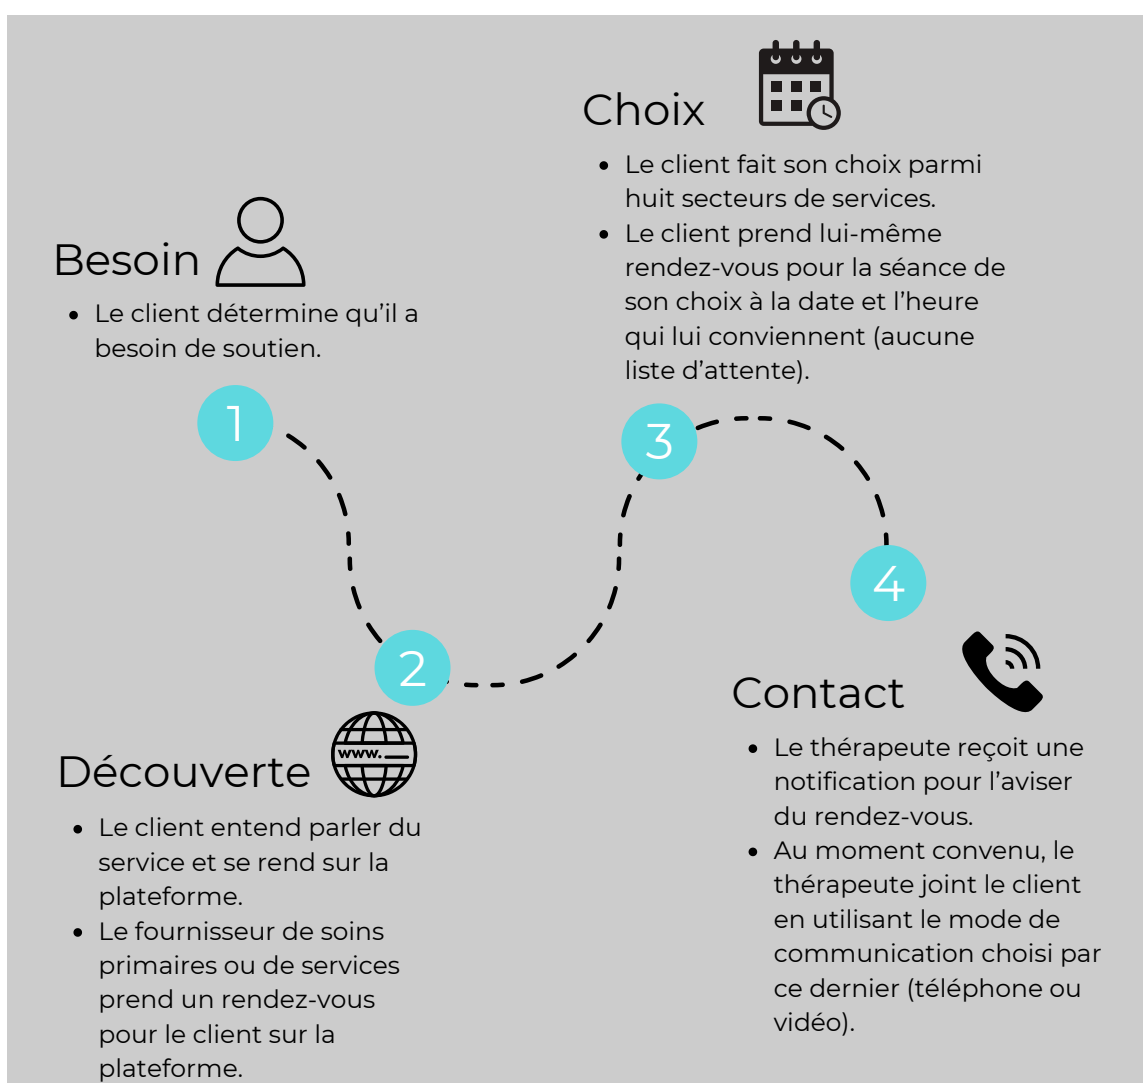 Besoin
• Le client détermine qu'il a
besoin de soutien.
1
Découverte
www.
• Le client entend parler du
service et se rend sur la
plateforme.
• Le fournisseur de soins
primaires ou de services
prend un rendez-vous
pour le client sur la
plateforme.
2
Choix
• Le client fait son choix parmi
huit secteurs de services.
• Le client prend lui-même
rendez-vous pour la séance de
son choix à la date et l'heure
qui lui conviennent (aucune
liste d'attente).
3
4
Contact
• Le thérapeute reçoit une
notification pour l'aviser
du rendez-vous.
• Au moment convenu, le
thérapeute joint le client
en utilisant le mode de
communication choisi par
ce dernier (téléphone ou
vidéo).